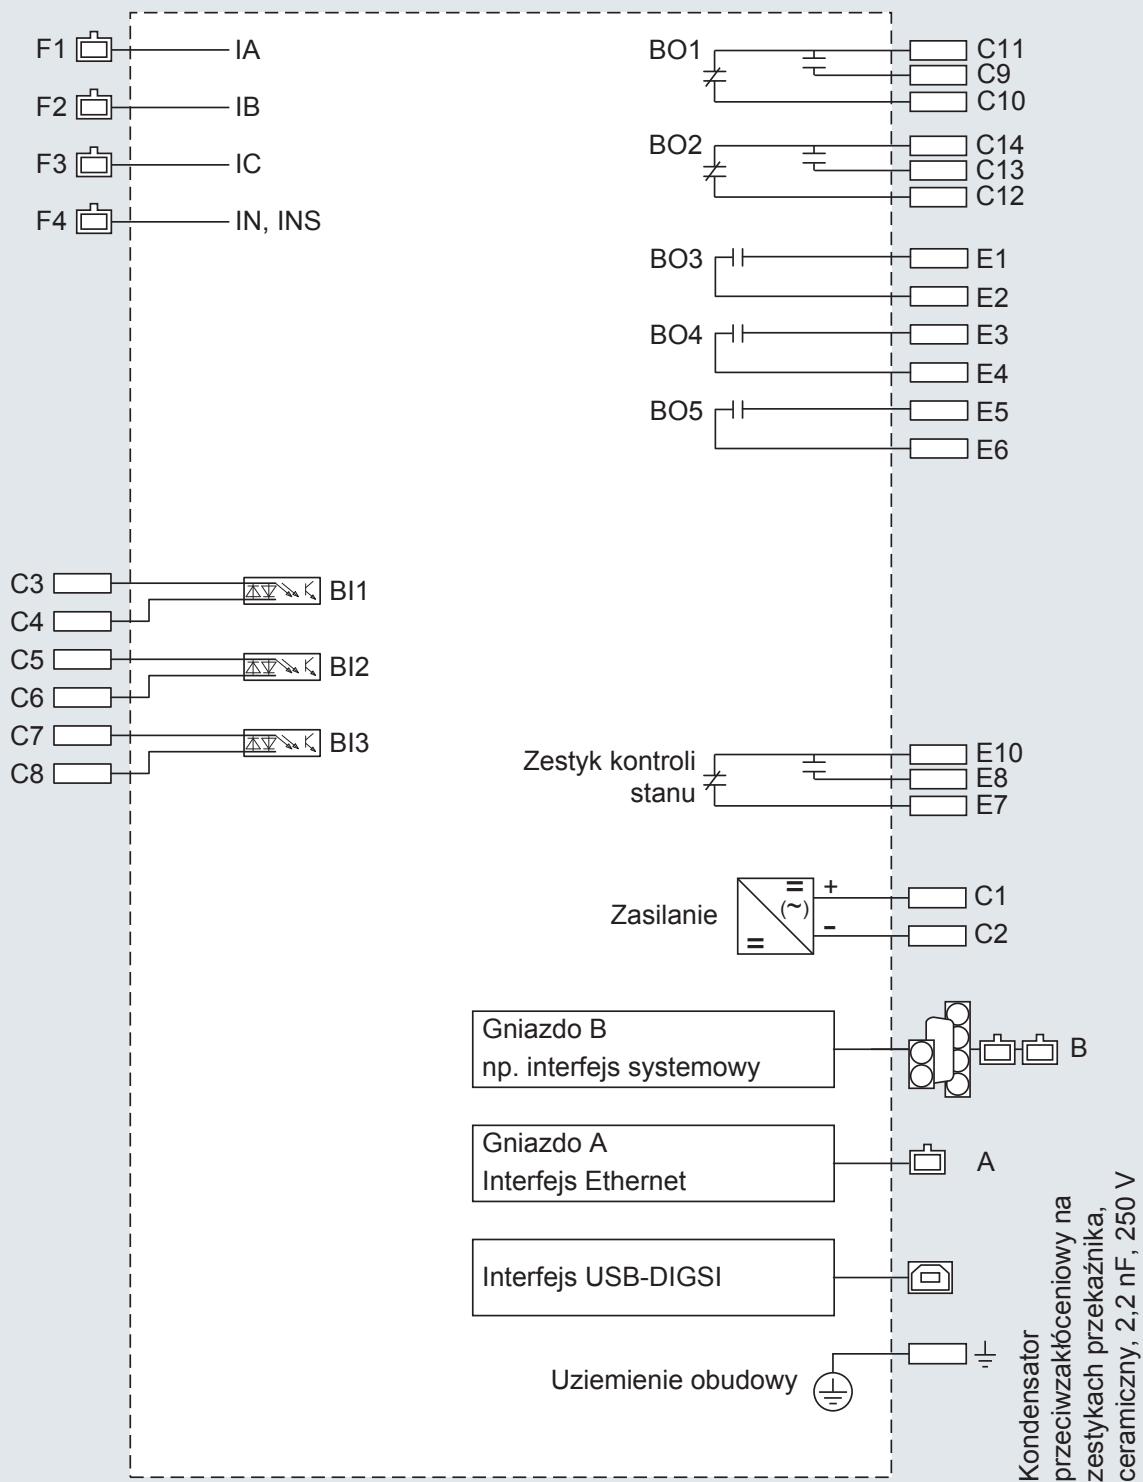 F1
IA
F2
IB
F3
IC
F4
IN, INS
BO1
C11
C9
C10
BO2
C14
C13
C12
BO3
E1
E2
BO4
E3
E4
BO5
E5
E6
C3
C4
BI1
C5
C6
BI2
C7
C8
BI3
Zestyk kontroli
stanu
E10
E8
E7
Zasilanie
=
(~)
=
+
-
C1
C2
Gniazdo B
np. interfejs systemowy
B
Gniazdo A
Interfejs Ethernet
A
Interfejs USB-DIGSI
Uziemienie obudowy
Kondensator
przeciwzakłóceniowy na
zestykach przekaźnika,
ceramiczny, 2,2 nF, 250 V